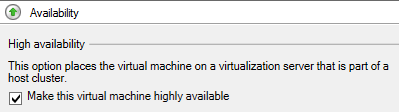 Availability
High availability
This option places the virtual machine on a virtualization server that is part of a
host cluster.
Make this virtual machine highly available